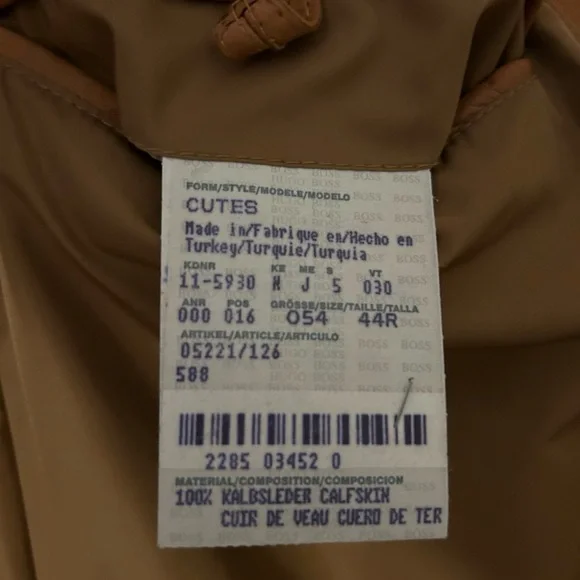 FORM/STYLE/MODELE/MODELO
CUTES
Made in/Fabrique en/Hecho en
Turkey/Turquie/Turquia
KDNR KE ME S VT
11-5930 N J 5 030
ANR POS GRÖSSE/SIZE/TAILLE/TALLA
000 016 054 44R
ARTIKEL/ARTICLE/ARTICULO
05221/126
588
2285 03452 0
MATERIAL/COMPOSITION/COMPOSICION
100% KALBSLEDER CALFSKIN
CUIR DE VEAU CUERO DE TER